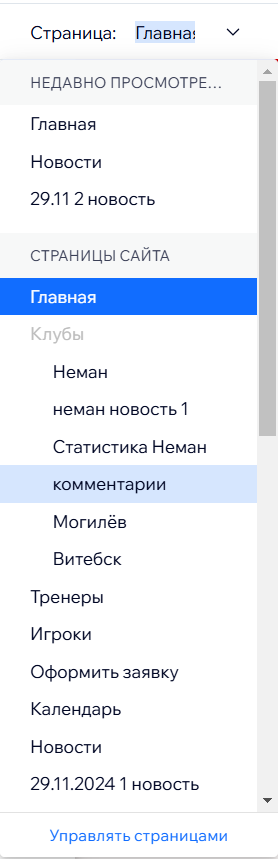 Страница: Главная
НЕДАВНО ПРОСМОТРЕ...
Главная
Новости
29.11 2 новость
СТРАНИЦЫ САЙТА
Главная
Клубы
Неман
неман новость 1
Статистика Неман
комментарии
Могилёв
Витебск
Тренеры
Игроки
Оформить заявку
Календарь
Новости
29.11.2024 1 новость
Управлять страницами